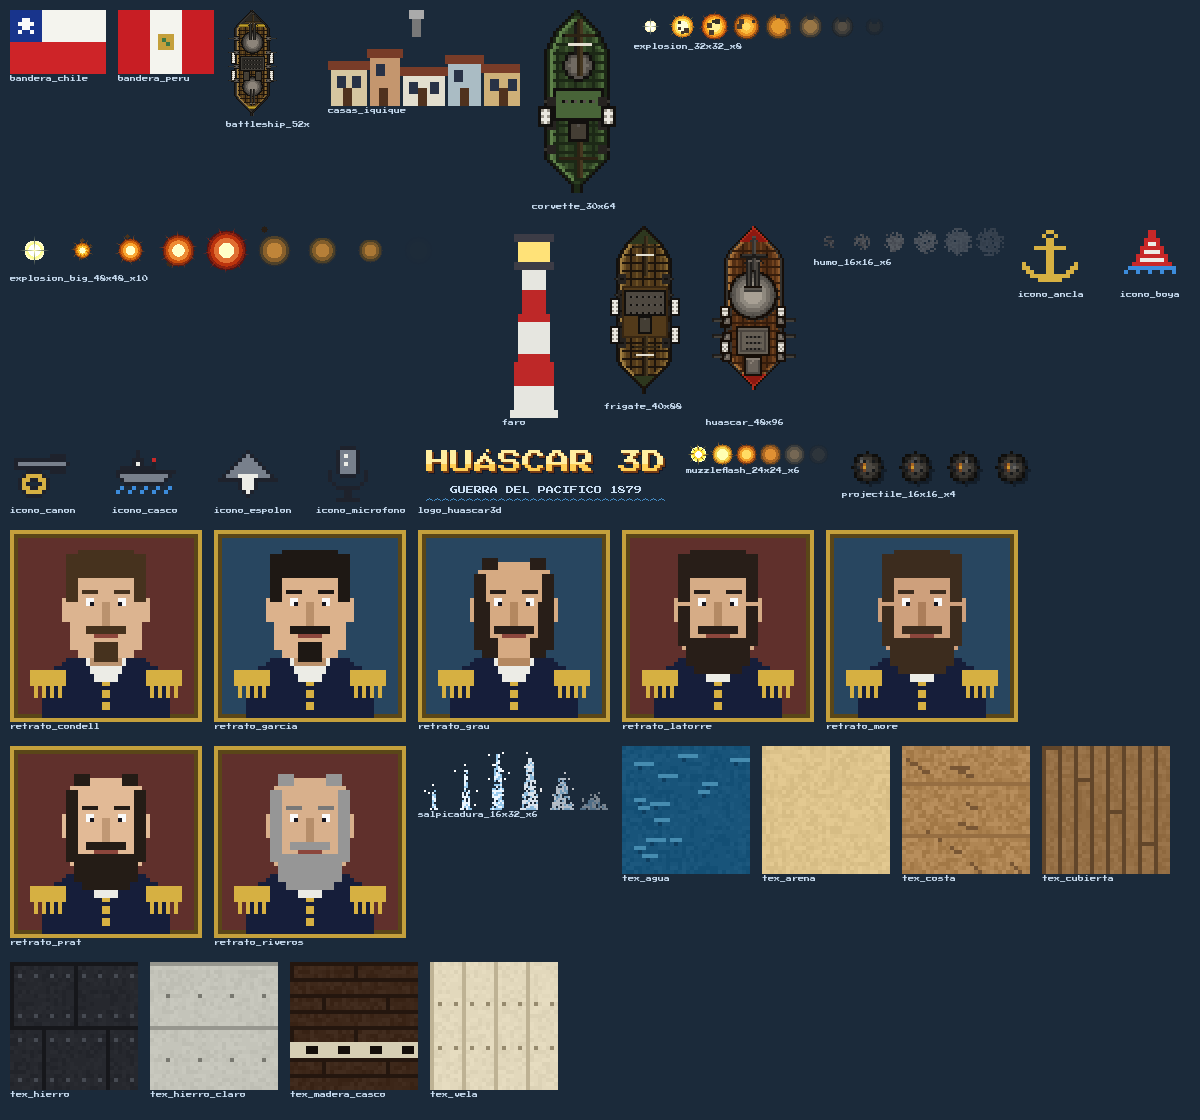 bandera_chile
bandera_peru
battleship_52x
casas_iquique
corvette_30x64
explosion_32x32_x8
explosion_big_48x48_x10
faro
frigate_40x88
huascar_48x96
humo_16x16_x6
icono_ancla
icono_boya
icono_canon
icono_casco
icono_espolon
icono_microfono
HUASCAR 3D
GUERRA DEL PACIFICO 1879
logo_huascar3d
muzzleflash_24x24_x6
projectile_16x16_x4
retrato_condell
retrato_garcia
retrato_grau
retrato_latorre
retrato_more
retrato_prat
retrato_riveros
salpicadura_16x32_x6
tex_agua
tex_arena
tex_costa
tex_cubierta
tex_hierro
tex_hierro_claro
tex_madera_casco
tex_vela